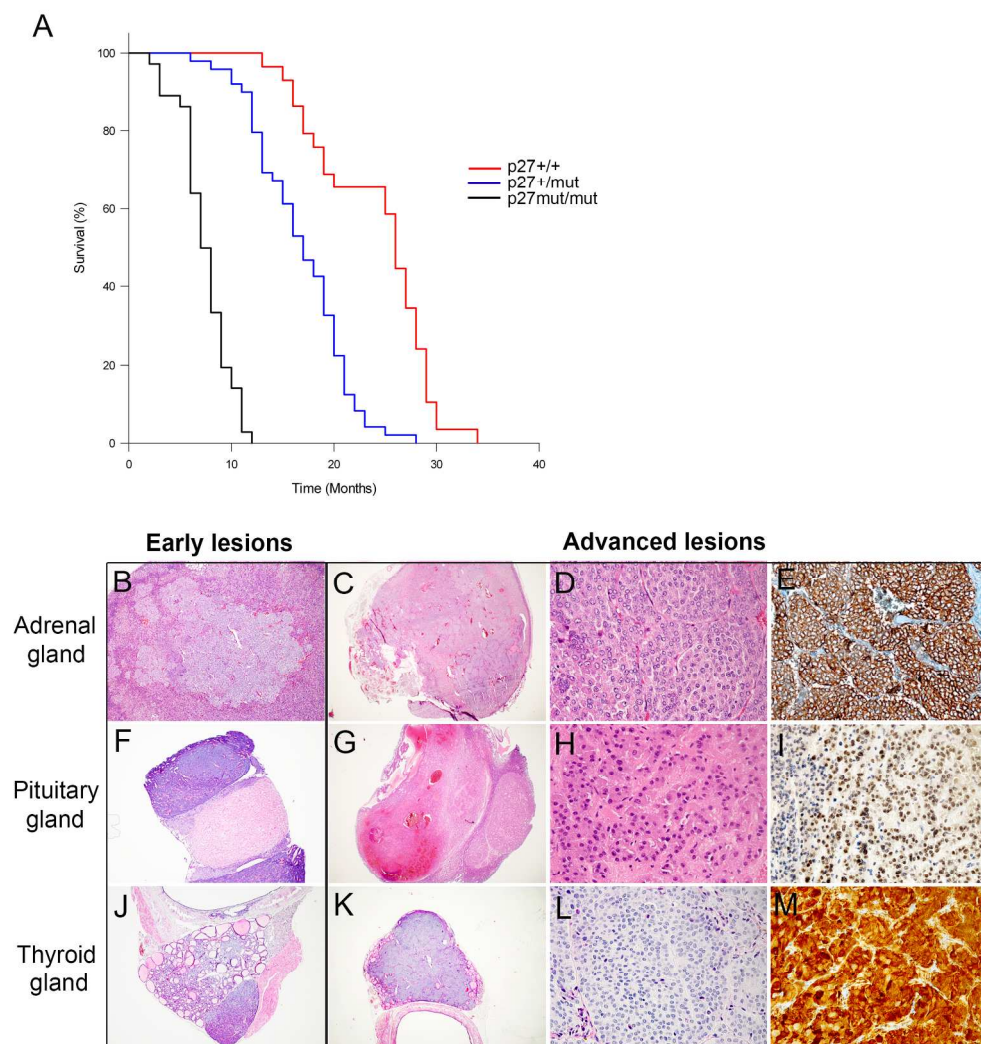 A
100
80
60
40
20
0
Survival (%)
0 10 20 30 40
Time (Months)
p27+/+
p27+/mut
p27mut/mut
Early lesions
Advanced lesions
Adrenal
gland
B C D E
Pituitary
gland
F G H I
Thyroid
gland
J K L M